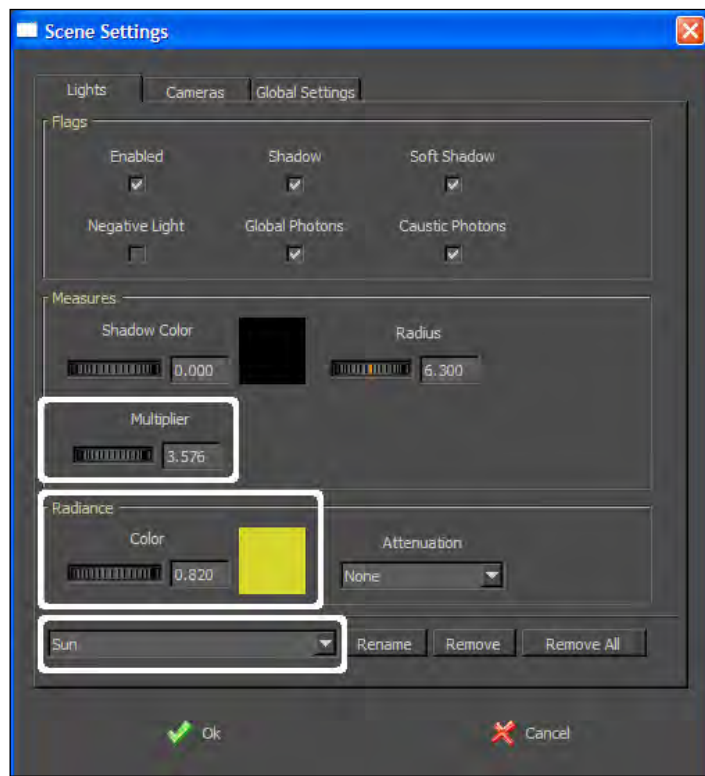 Scene Settings
Lights Cameras Global Settings
Flags
Enabled Shadow Soft Shadow
Negative Light Global Photons Caustic Photons
Measures
Shadow Color Radius
0.000 6.300
Multiplier
3.576
Radiance
Color Attenuation
0.820 None
Sun Rename Remove Remove All
Ok Cancel